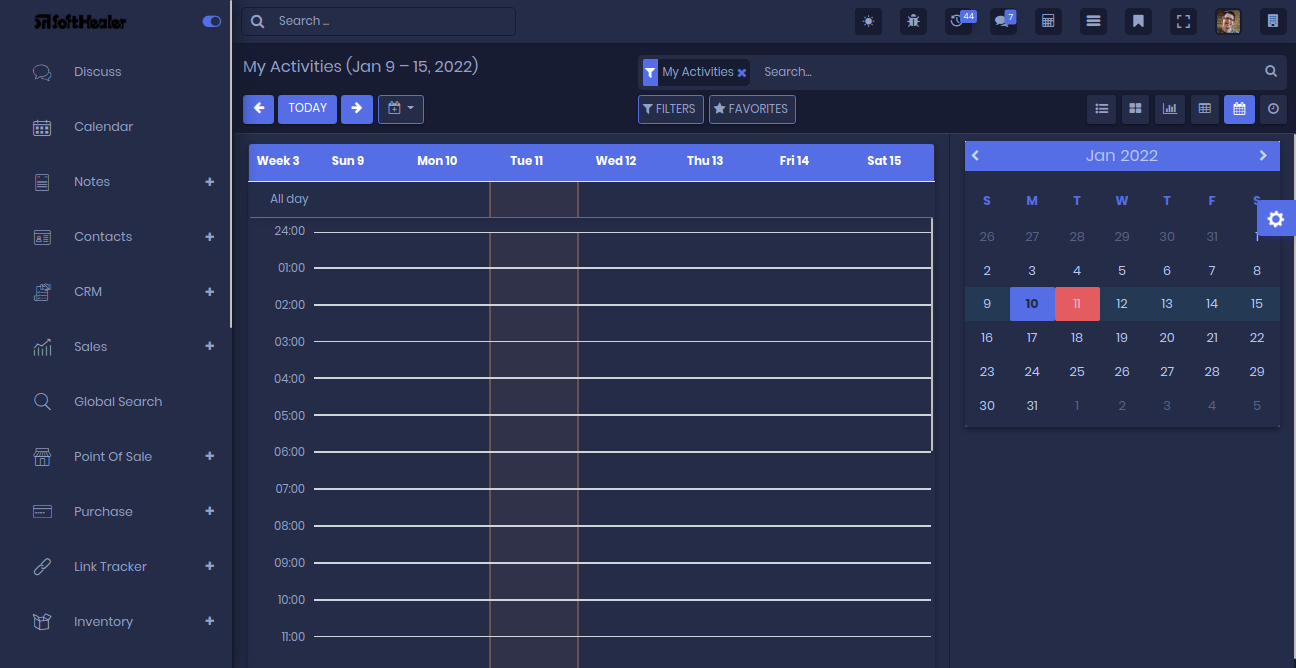 SoftHealer
Search ...
44
7
Discuss
Calendar
Notes
Contacts
CRM
Sales
Global Search
Point Of Sale
Purchase
Link Tracker
Inventory
My Activities (Jan 9 – 15, 2022)
My Activities
Search...
TODAY
FILTERS
FAVORITES
Week 3 Sun 9 Mon 10 Tue 11 Wed 12 Thu 13 Fri 14 Sat 15
All day
24:00
01:00
02:00
03:00
04:00
05:00
06:00
07:00
08:00
09:00
10:00
11:00
Jan 2022
S M T W T F S
26 27 28 29 30 31 1
2 3 4 5 6 7 8
9 10 11 12 13 14 15
16 17 18 19 20 21 22
23 24 25 26 27 28 29
30 31 1 2 3 4 5